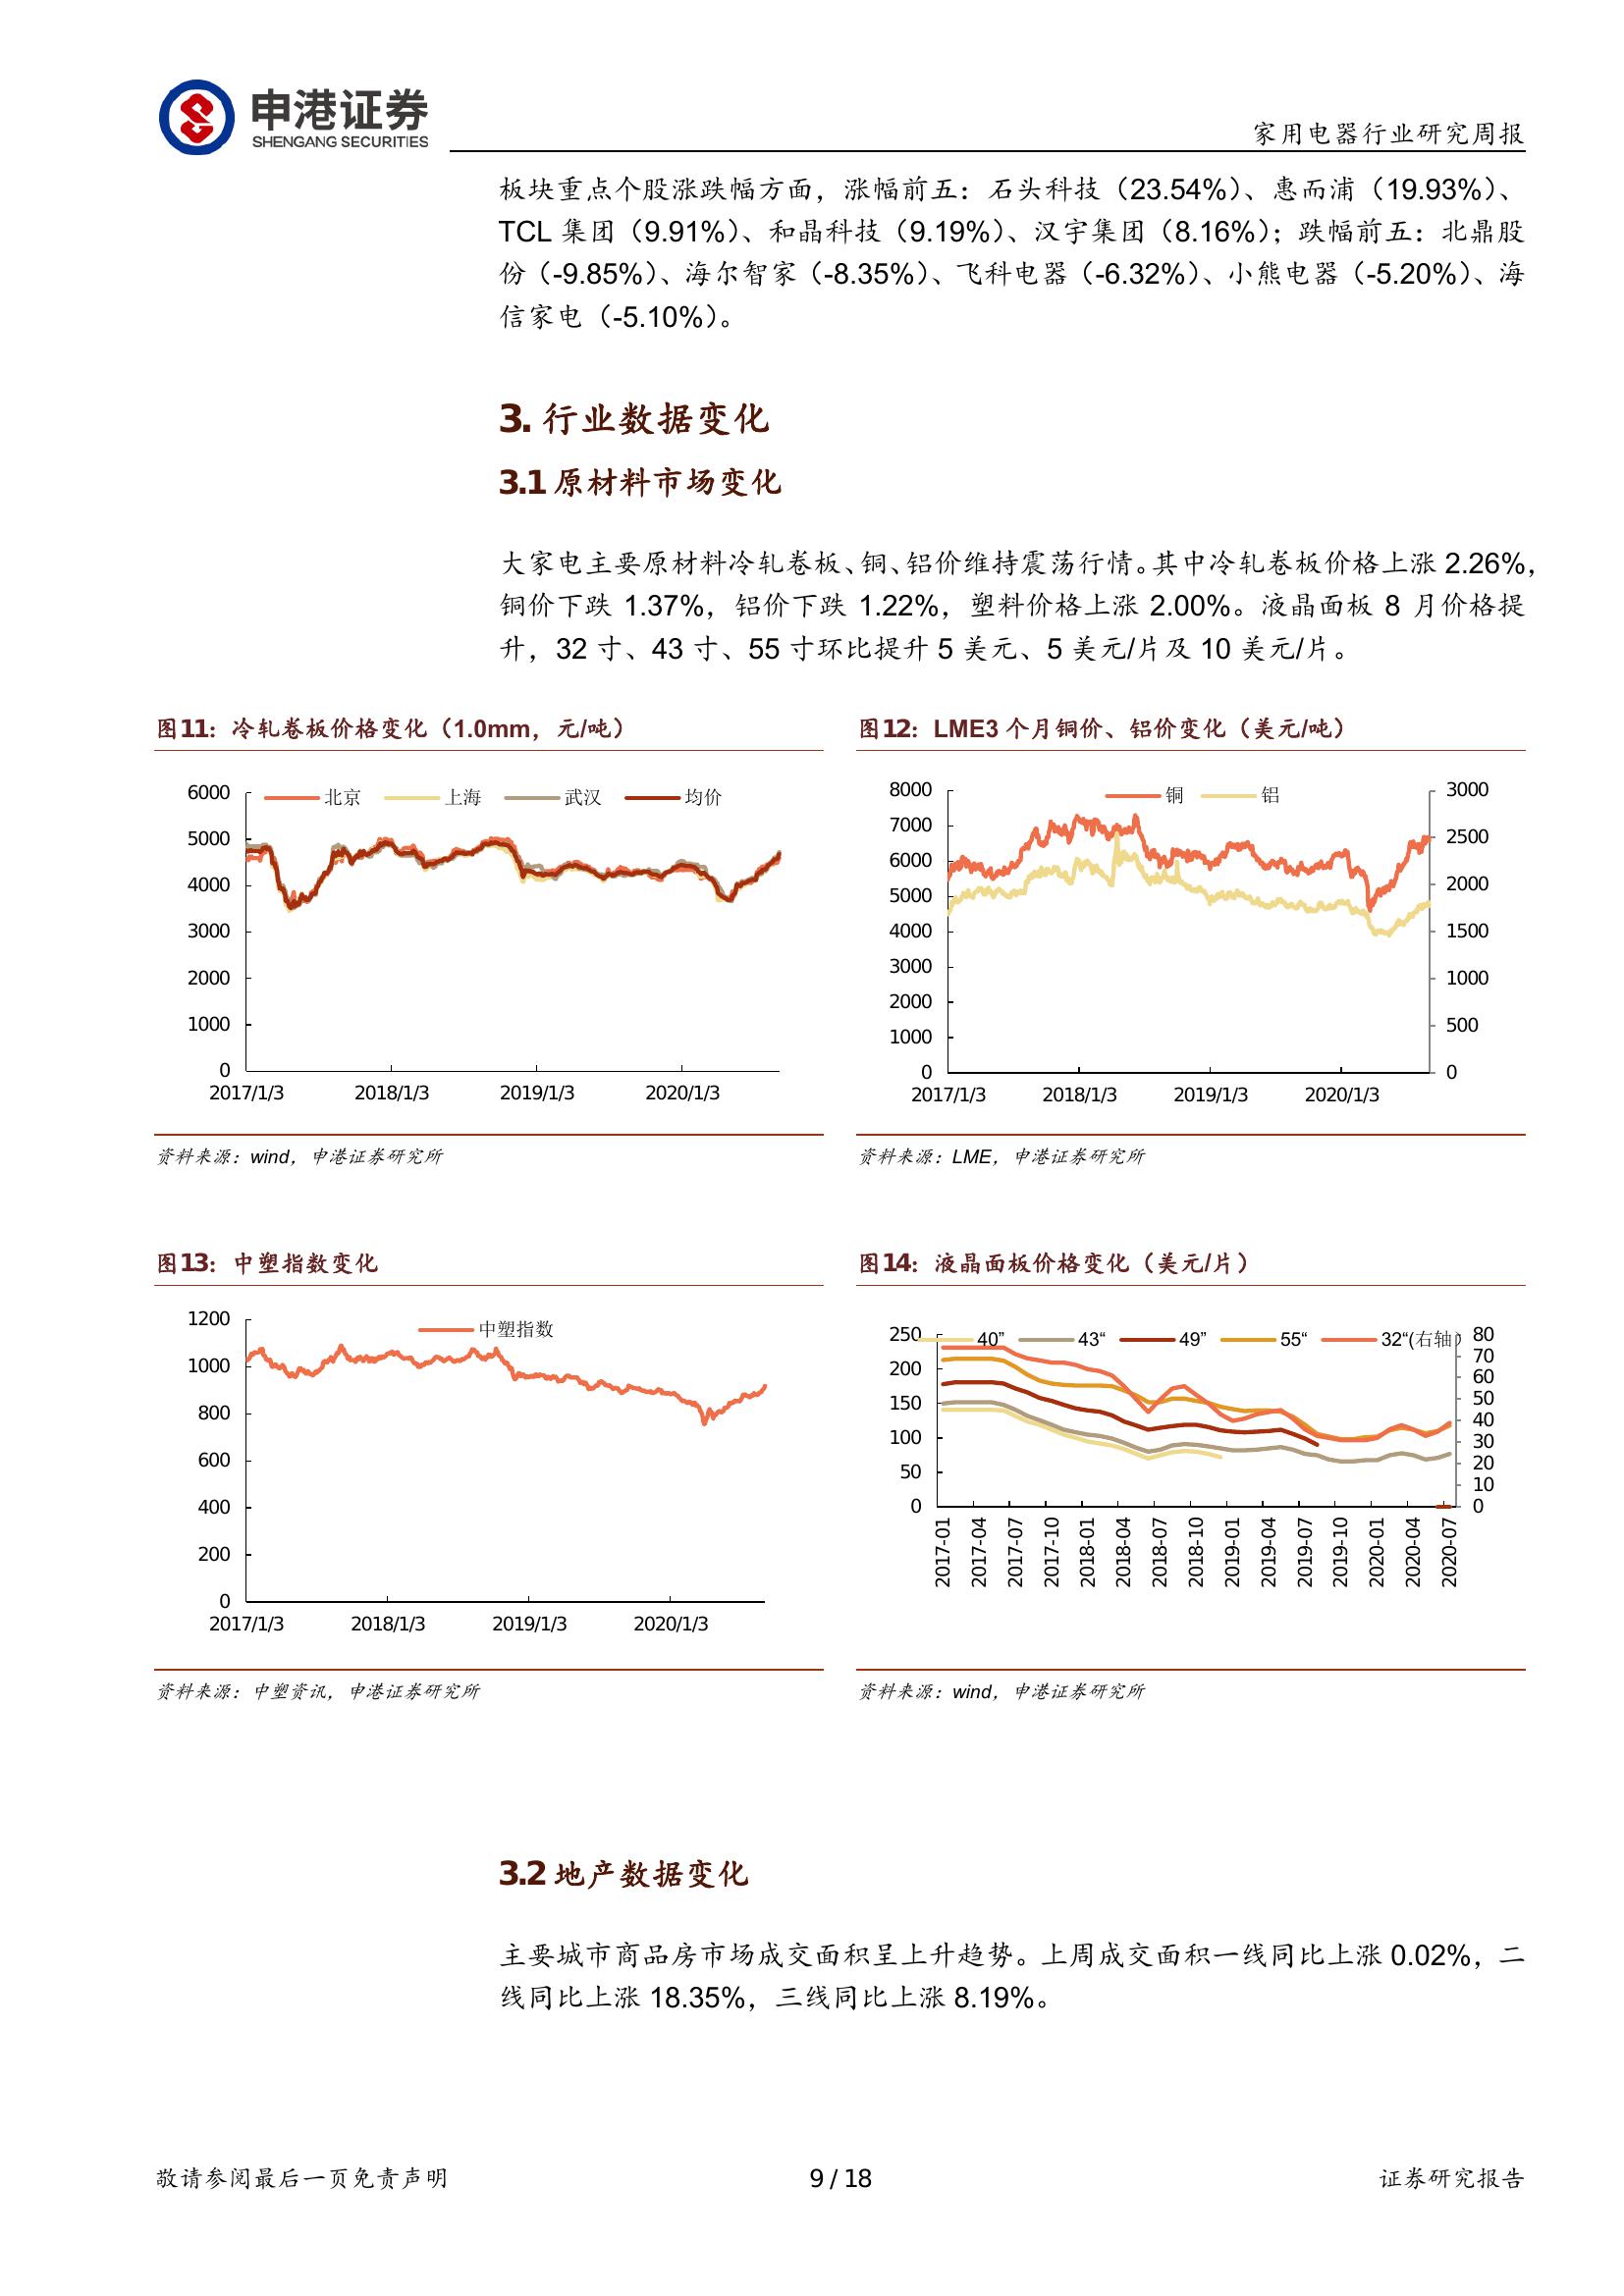 申港证券
SHENGANG SECURITIES
家用电器行业研究周报
板块重点个股涨跌幅方面，涨幅前五：石头科技（23.54%）、惠而浦（19.93%）、
TCL 集团（9.91%）、和晶科技（9.19%）、汉宇集团（8.16%）；跌幅前五：北鼎股
份（-9.85%）、海尔智家（-8.35%）、飞科电器（-6.32%）、小熊电器（-5.20%）、海
信家电（-5.10%）。
3. 行业数据变化
3.1 原材料市场变化
大家电主要原材料冷轧卷板、铜、铝价维持震荡行情。其中冷轧卷板价格上涨 2.26%，
铜价下跌 1.37%，铝价下跌 1.22%，塑料价格上涨 2.00%。液晶面板 8 月价格提
升，32 寸、43 寸、55 寸环比提升 5 美元、5 美元/片及 10 美元/片。
图11：冷轧卷板价格变化（1.0mm，元/吨）
北京 上海 武汉 均价
6000
5000
4000
3000
2000
1000
0
2017/1/3 2018/1/3 2019/1/3 2020/1/3
资料来源：wind，申港证券研究所
图12：LME3 个月铜价、铝价变化（美元/吨）
铜 铝
8000 3000
7000
6000
5000
4000
3000
2000
1000
0
2500
2000
1500
1000
500
0
2017/1/3 2018/1/3 2019/1/3 2020/1/3
资料来源：LME，申港证券研究所
图13：中塑指数变化
中塑指数
1200
1000
800
600
400
200
0
2017/1/3 2018/1/3 2019/1/3 2020/1/3
资料来源：中塑资讯，申港证券研究所
图14：液晶面板价格变化（美元/片）
40” 43“ 49” 55“ 32“(右轴)
250
200
150
100
50
0
80
70
60
50
40
30
20
10
0
2017-01 2017-04 2017-07 2017-10 2018-01 2018-04 2018-07 2018-10 2019-01 2019-04 2019-07 2019-10 2020-01 2020-04 2020-07
资料来源：wind，申港证券研究所
3.2 地产数据变化
主要城市商品房市场成交面积呈上升趋势。上周成交面积一线同比上涨 0.02%，二
线同比上涨 18.35%，三线同比上涨 8.19%。
敬请参阅最后一页免责声明
9 / 18
证券研究报告